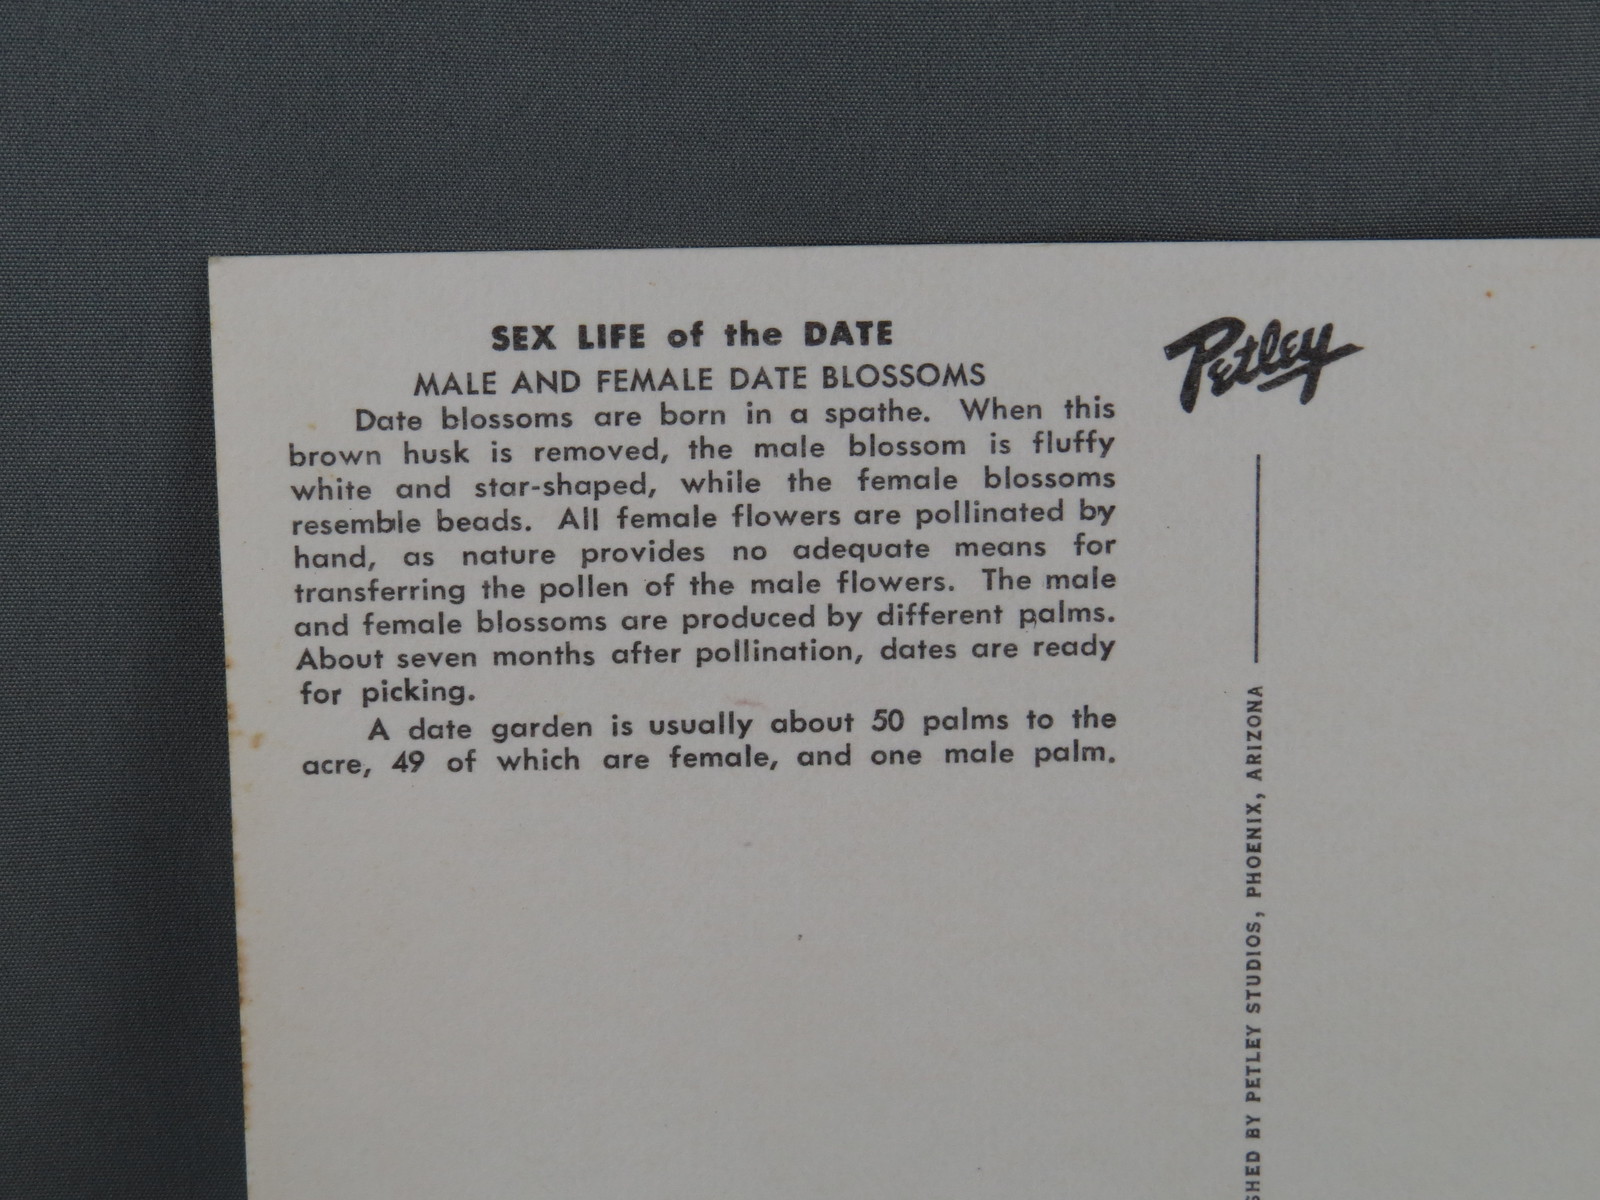 SEX LIFE of the DATE
MALE AND FEMALE DATE BLOSSOMS
Date blossoms are born in a spathe. When this
brown husk is removed, the male blossom is fluffy
white and star-shaped, while the female blossoms
resemble beads. All female flowers are pollinated by
hand, as nature provides no adequate means for
transferring the pollen of the male flowers. The male
and female blossoms are produced by different palms.
About seven months after pollination, dates are ready
for picking.
A date garden is usually about 50 palms to the
acre, 49 of which are female, and one male palm.
Petley
SHED BY PETLEY STUDIOS, PHOENIX, ARIZONA